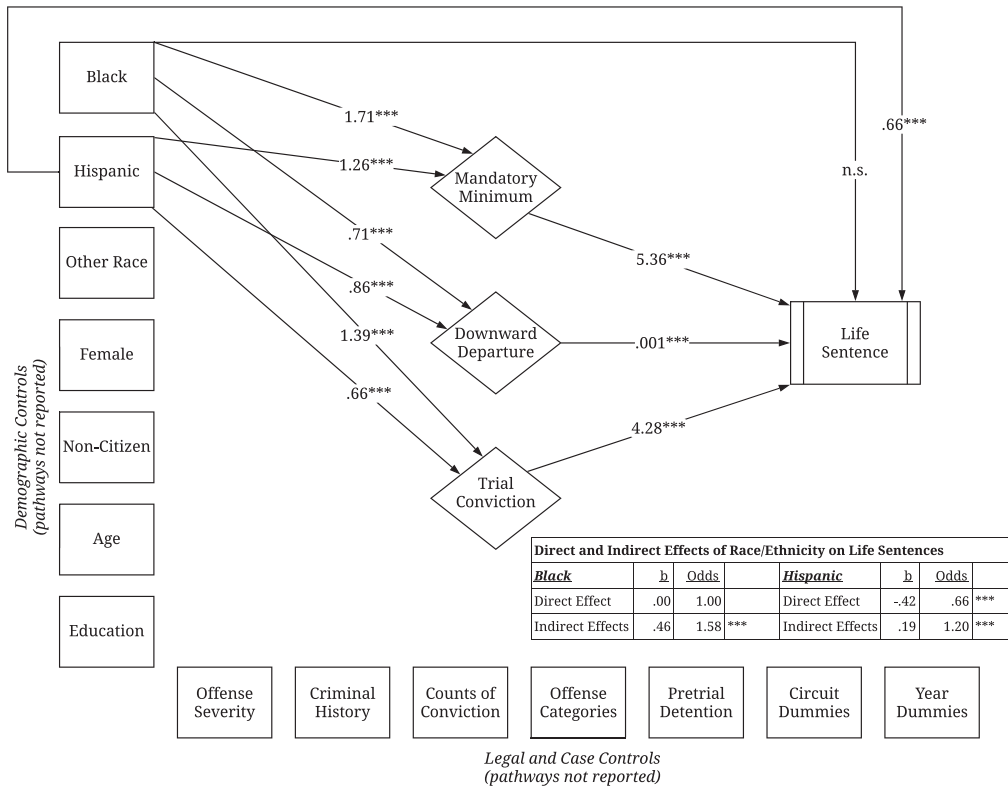 Black
Hispanic
Other Race
Female
Non-Citizen
Age
Education
Demographic Controls
(pathways not reported)
1.71***
1.26***
.71***
.86***
1.39***
.66***
Mandatory
Minimum
Downward
Departure
Trial
Conviction
5.36***
.001***
4.28***
n.s.
.66***
Life
Sentence
Direct and Indirect Effects of Race/Ethnicity on Life Sentences
Black b Odds Hispanic b Odds
Direct Effect .00 1.00 Direct Effect -.42 .66 ***
Indirect Effects .46 1.58 *** Indirect Effects .19 1.20 ***
Offense
Severity
Criminal
History
Counts of
Conviction
Offense
Categories
Pretrial
Detention
Circuit
Dummies
Year
Dummies
Legal and Case Controls
(pathways not reported)